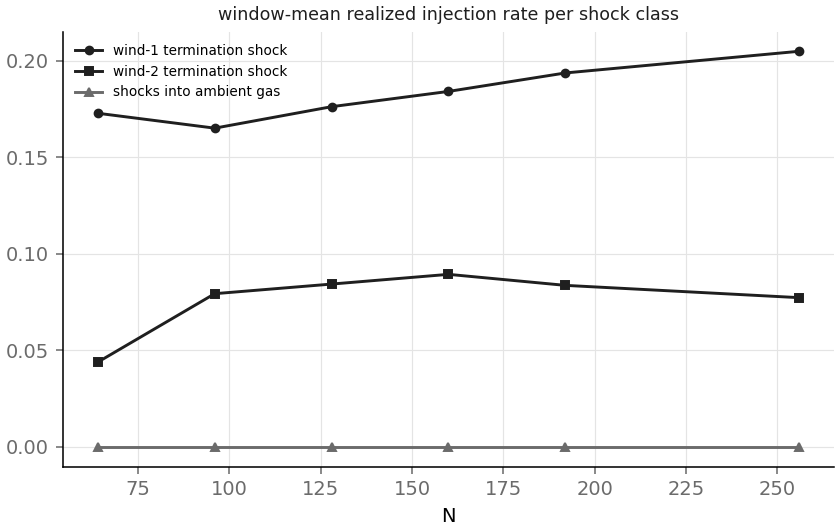 window-mean realized injection rate per shock class
wind-1 termination shock
wind-2 termination shock
shocks into ambient gas
0.20
0.15
0.10
0.05
0.00
75 100 125 150 175 200 225 250
N